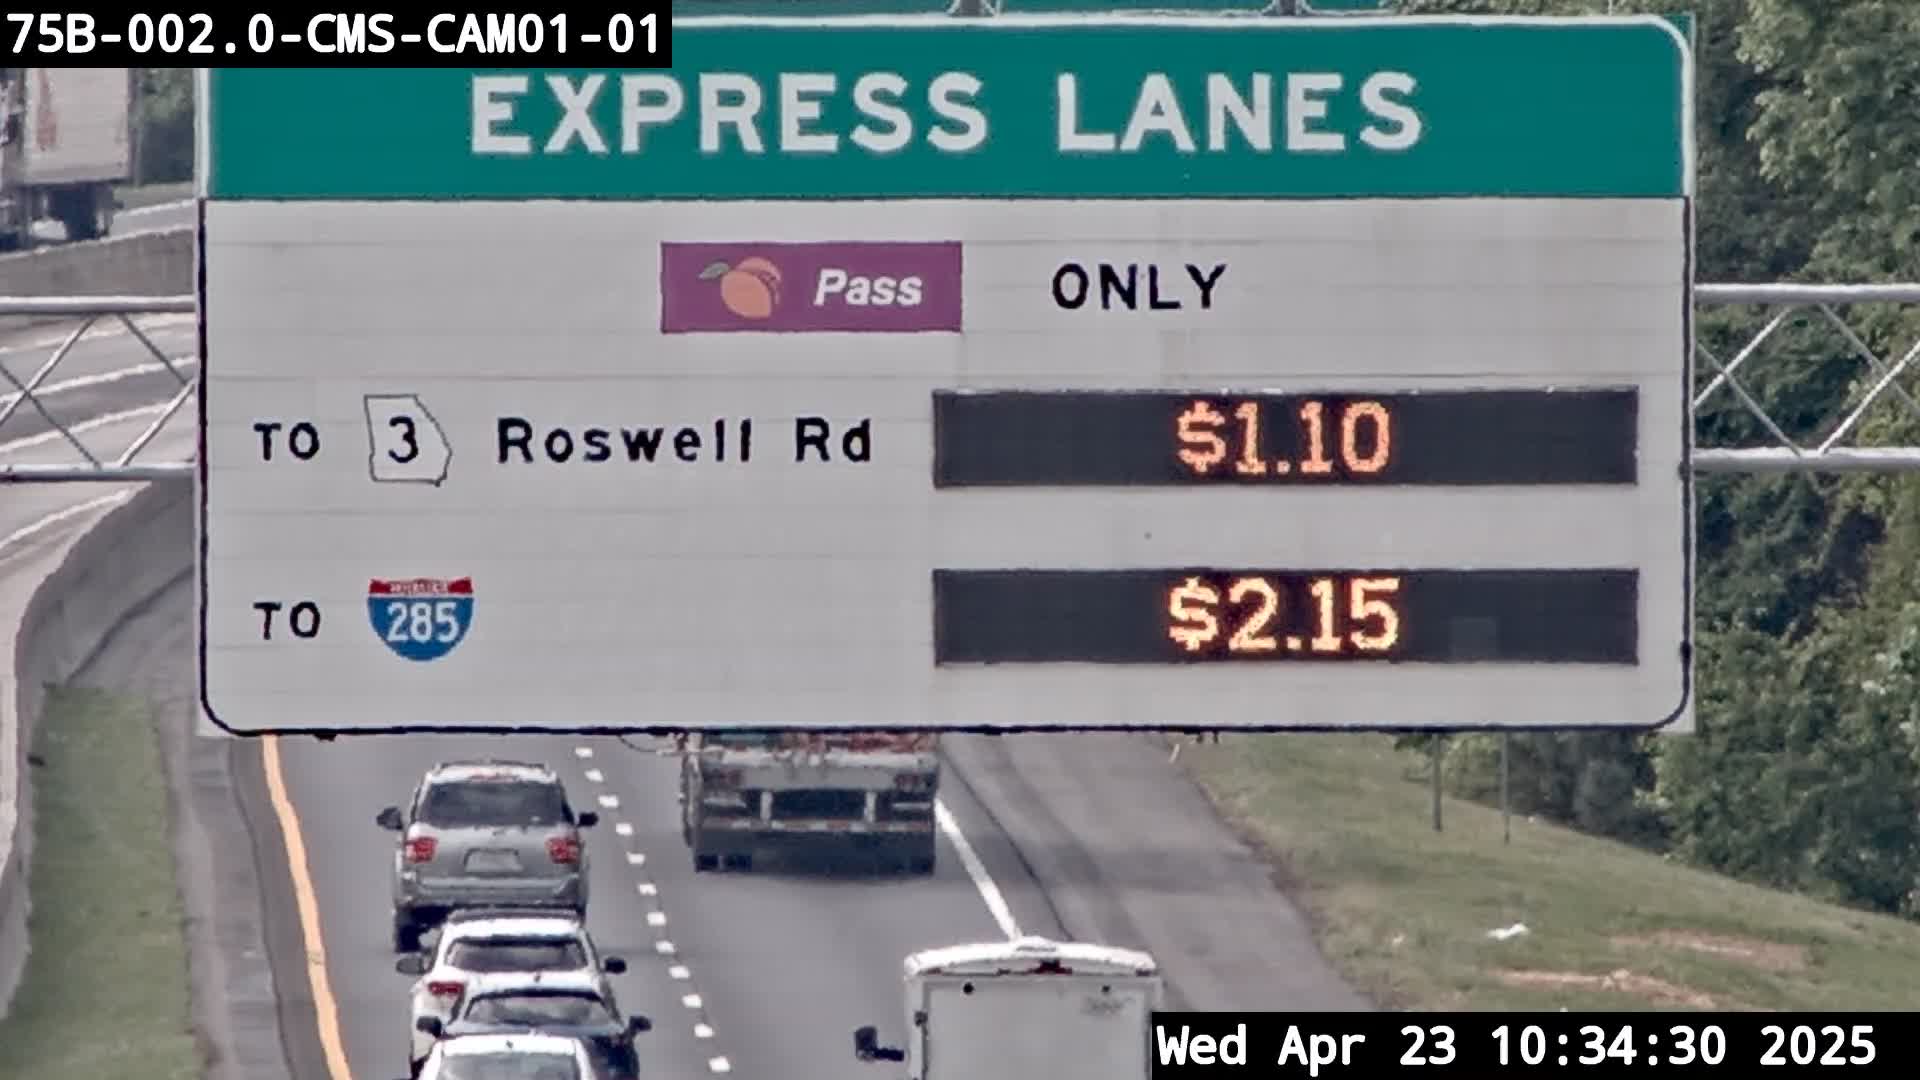 75B-002.0-CMS-CAM01-01
EXPRESS LANES
Pass ONLY
TO 3 Roswell Rd $1.10
INTERSTATE
TO 285 $2.15
Wed Apr 23 10:34:30 2025